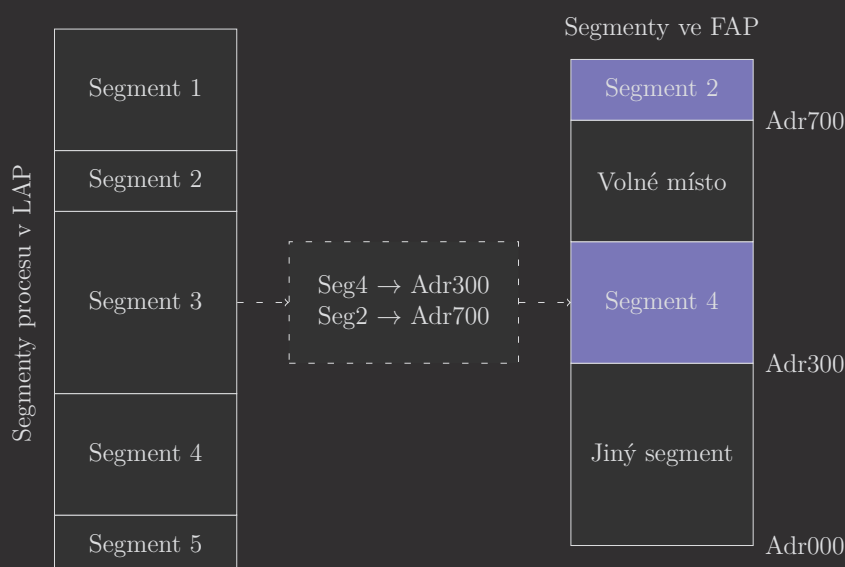 Segmenty procesu v LAP
Segment 1
Segment 2
Segment 3
Segment 4
Segment 5
Seg4 → Adr300
Seg2 → Adr700
Segmenty ve FAP
Segment 2
Adr700
Volné místo
Segment 4
Adr300
Jiný segment
Adr000